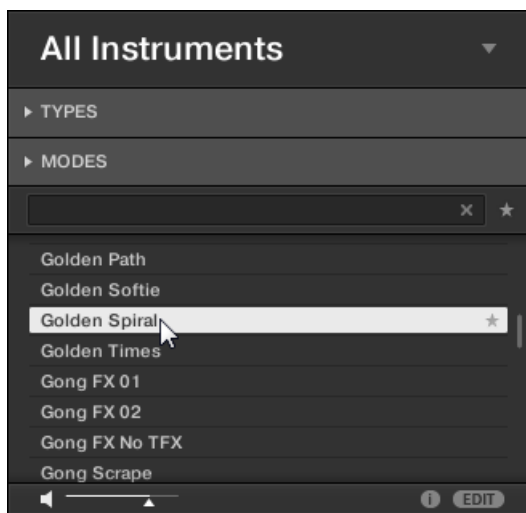 All Instruments
TYPES
MODES
Golden Path
Golden Softie
Golden Spiral
Golden Times
Gong FX 01
Gong FX 02
Gong FX No TFX
Gong Scrape
EDIT